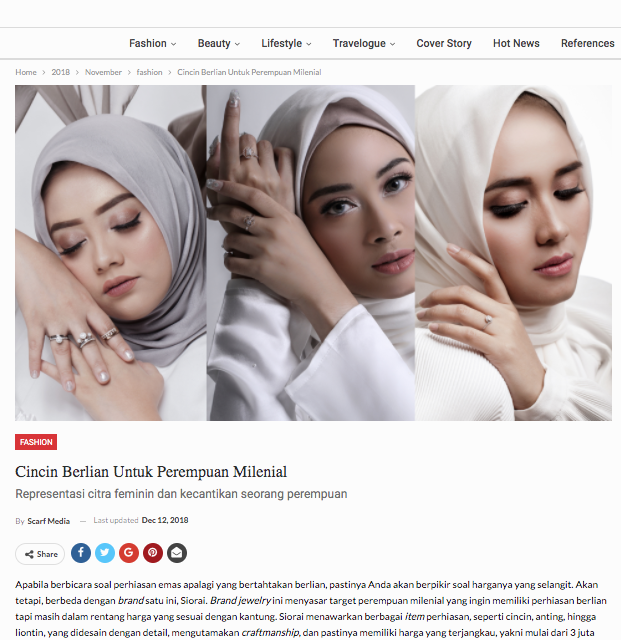 Fashion Beauty Lifestyle Travelogue Cover Story Hot News References
Home > 2018 > November > fashion > Cincin Berlian Untuk Perempuan Milenial
FASHION
Cincin Berlian Untuk Perempuan Milenial
Representasi citra feminin dan kecantikan seorang perempuan
By Scarf Media — Last updated Dec 12, 2018
Share
Apabila berbicara soal perhiasan emas apalagi yang bertahtakan berlian, pastinya Anda akan berpikir soal harganya yang selangit. Akan
tetapi, berbeda dengan brand satu ini, Siorai. Brand jewelry ini menyasar target perempuan milenial yang ingin memiliki perhiasan berlian
tapi masih dalam rentang harga yang sesuai dengan kantung. Siorai menawarkan berbagai item perhiasan, seperti cincin, anting, hingga
liontin, yang didesain dengan detail, mengutamakan craftmanship, dan pastinya memiliki harga yang terjangkau, yakni mulai dari 3 juta